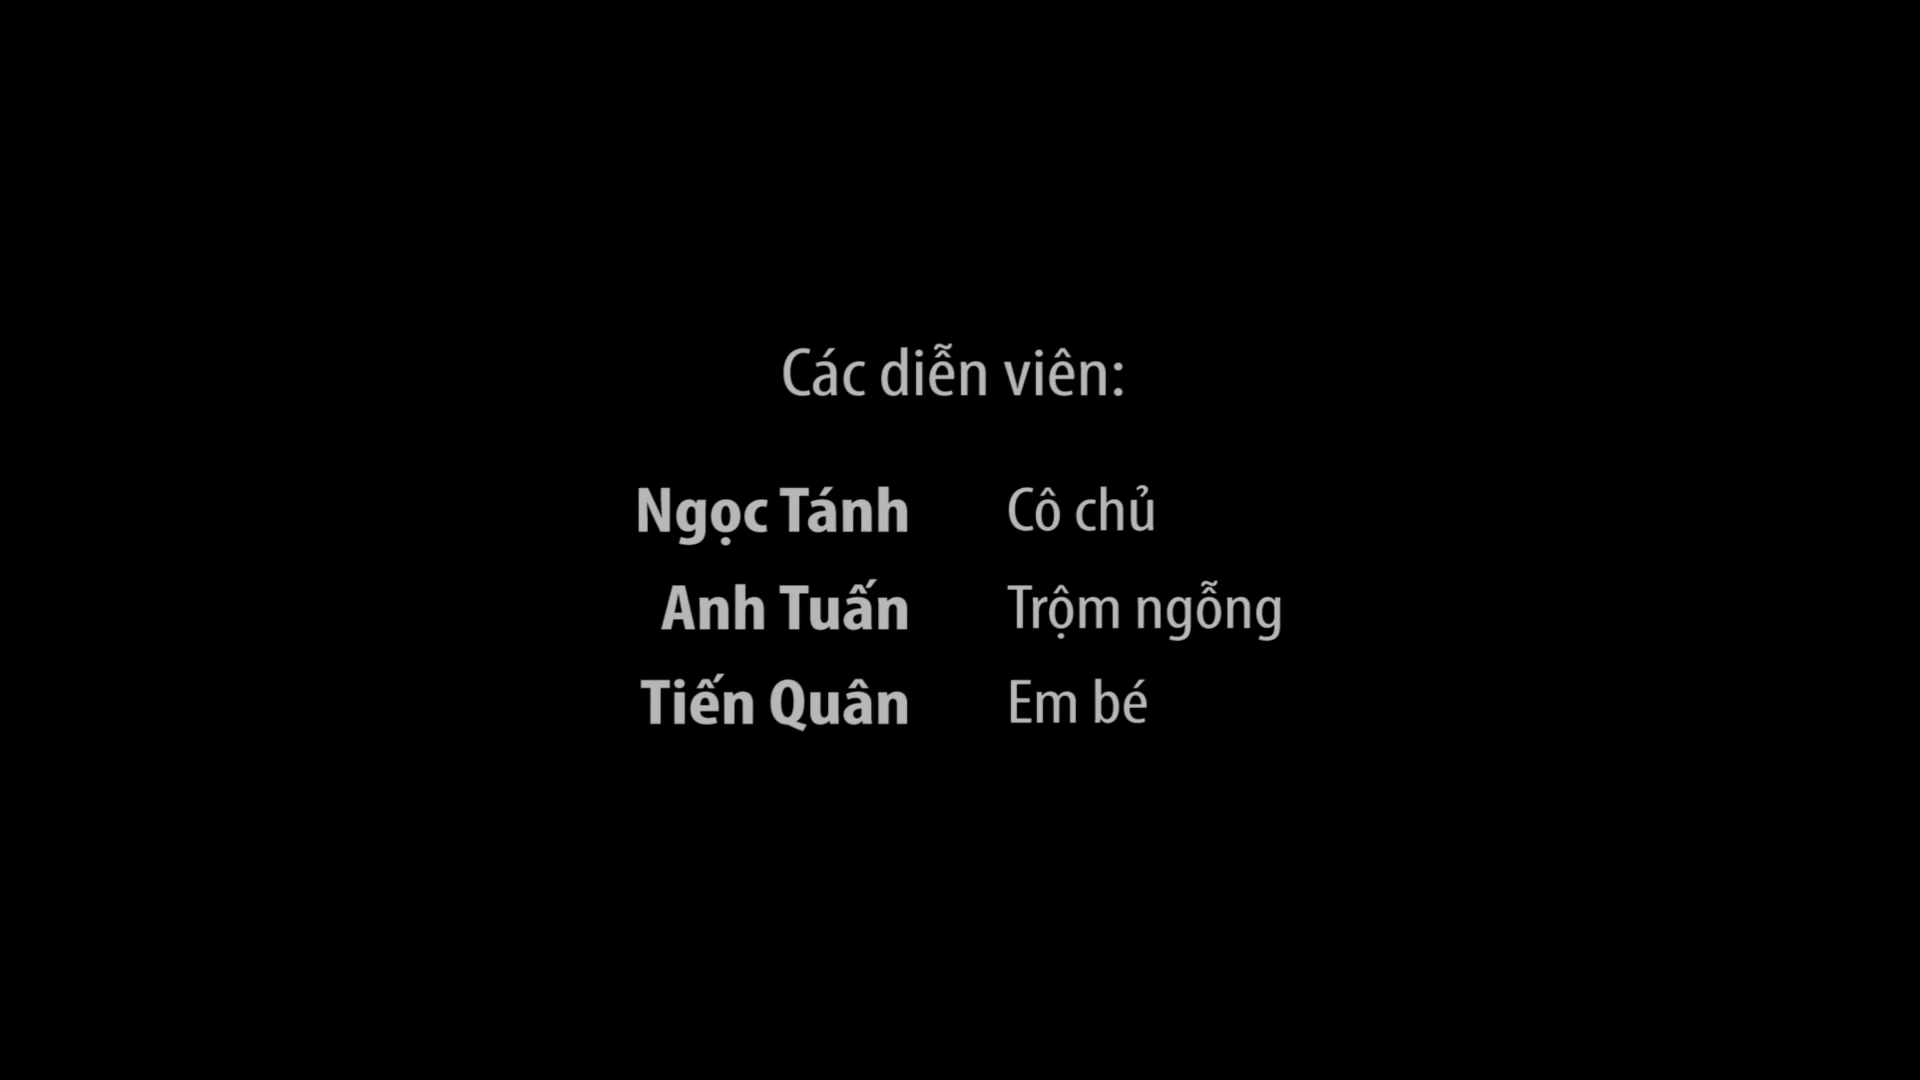 Các diễn viên:
Ngọc Tánh Cô chủ
Anh Tuấn Trộm ngỗng
Tiến Quân Em bé